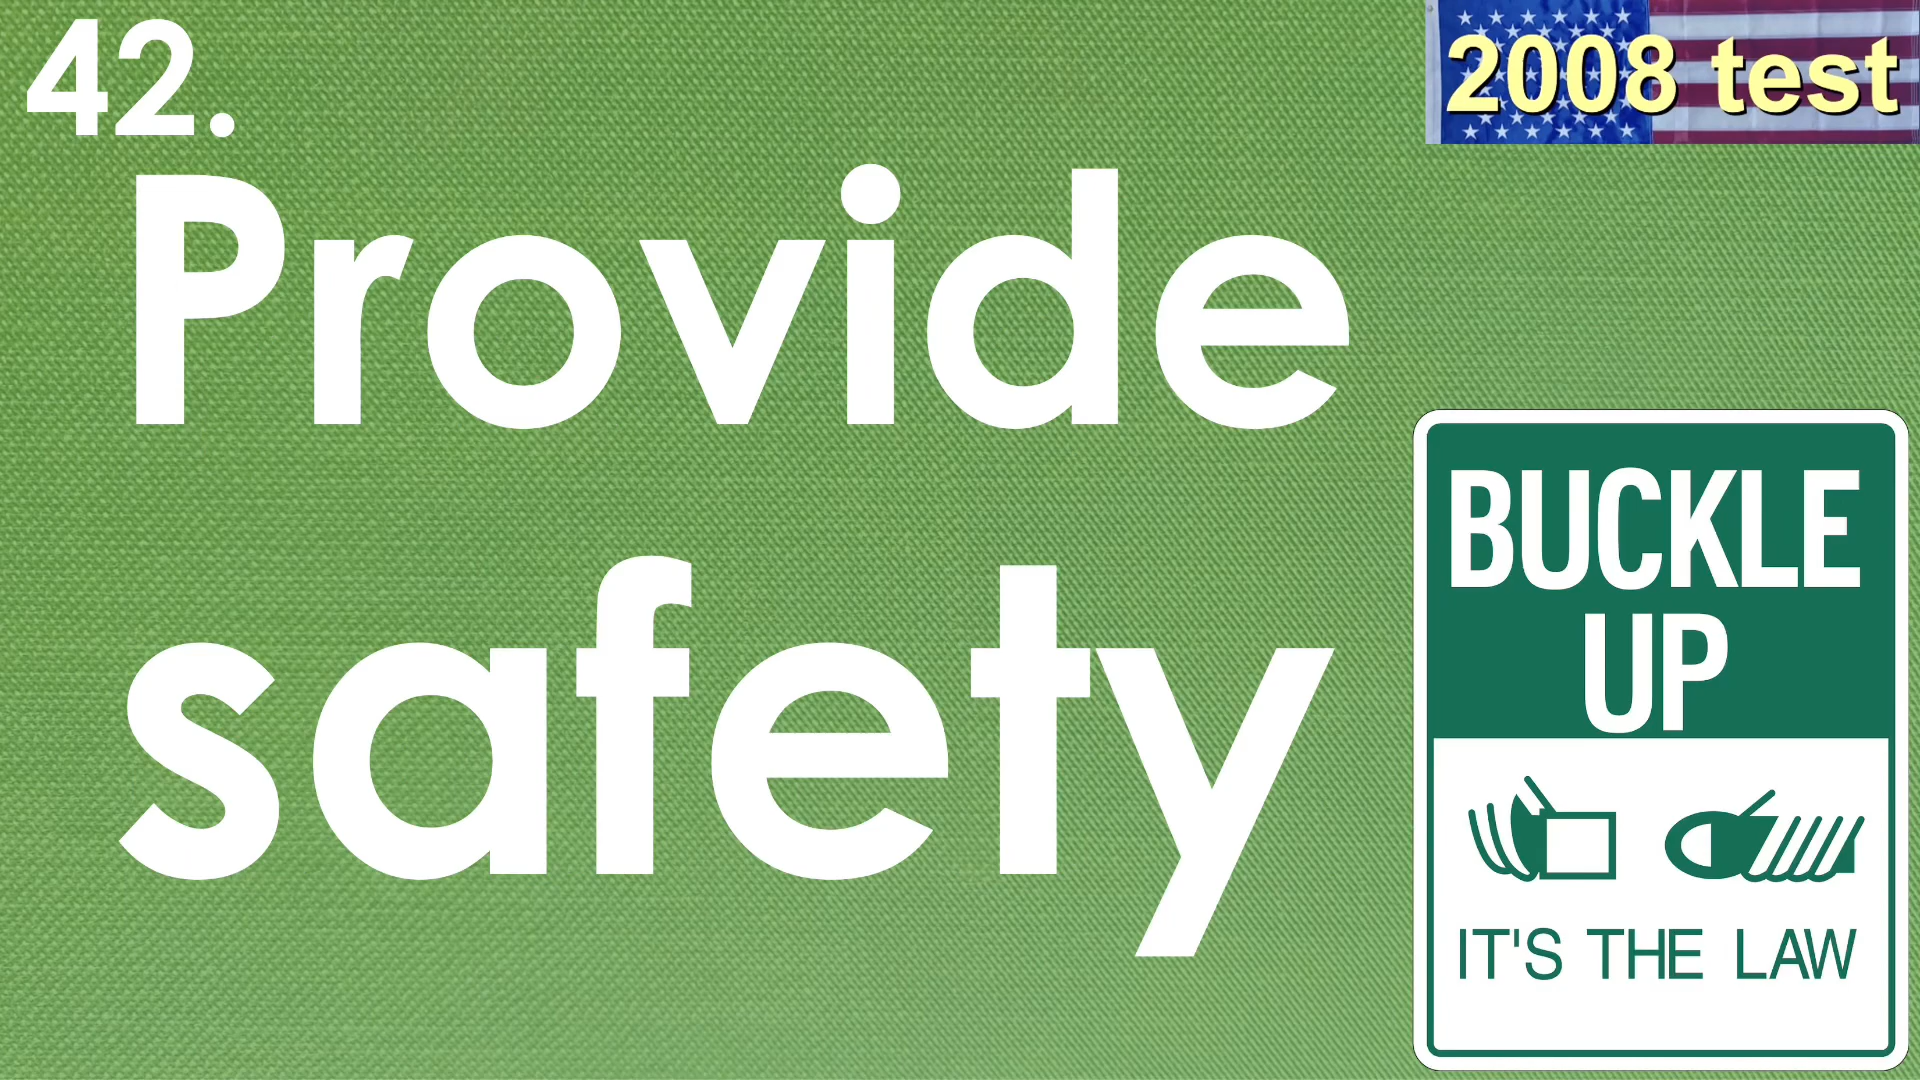 42.
2008 test
Provide
safety
BUCKLE
UP
IT'S THE LAW